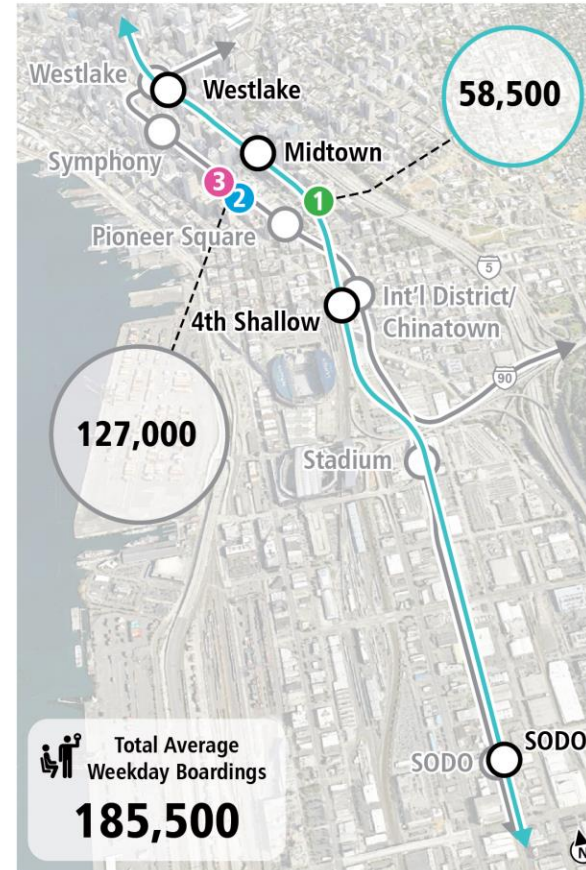 Westlake
Westlake
58,500
Symphony
Midtown
3
2
1
Pioneer Square
5
4th Shallow
Int'l District/
Chinatown
90
127,000
Stadium
Total Average
Weekday Boardings
185,500
SODO
SODO
N